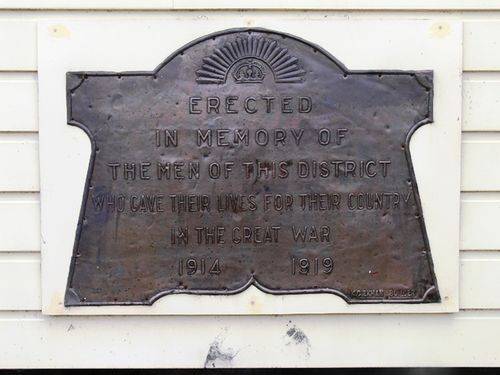 ERECTED
IN MEMORY OF
THE MEN OF THIS DISTRICT
WHO GAVE THEIR LIVES FOR THEIR COUNTRY
IN THE GREAT WAR
1914 1919